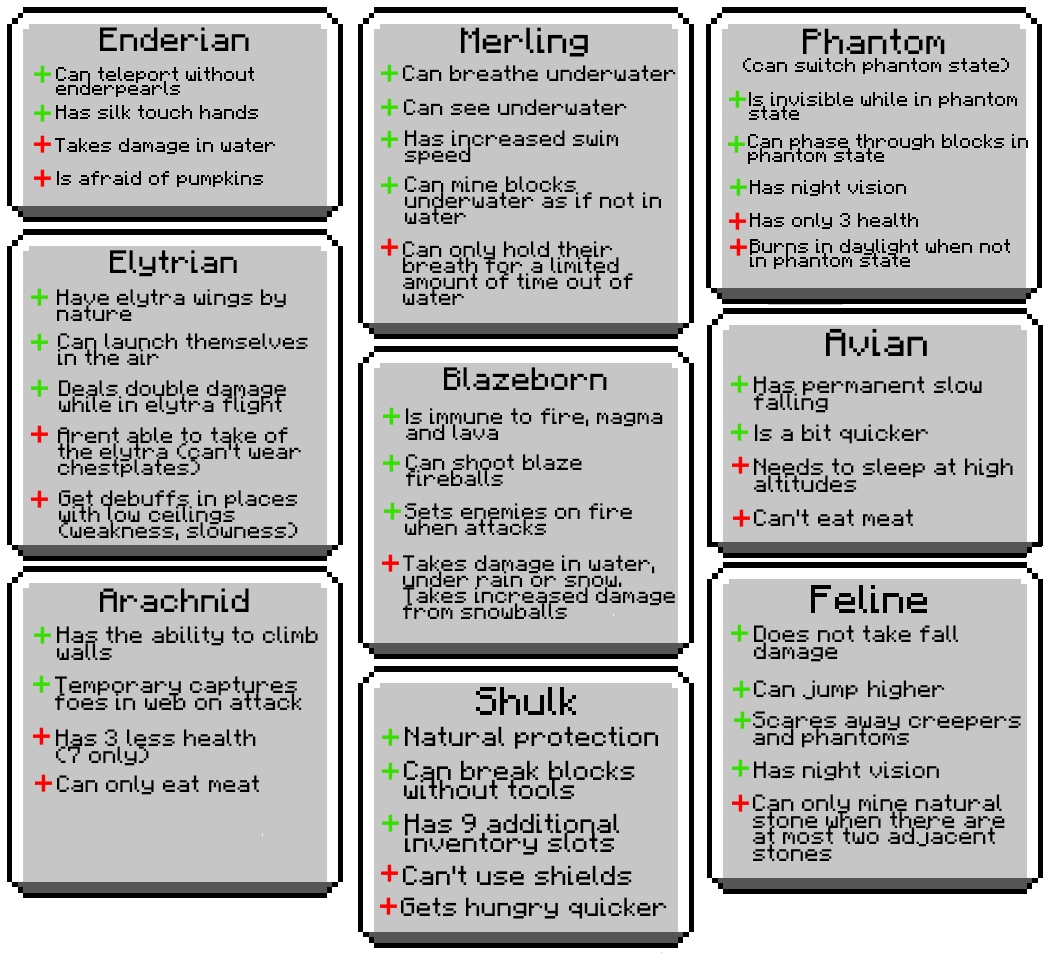 Enderian
+ Can teleport without
enderpearls
+ Has silk touch hands
+ Takes damage in water
+ Is afraid of pumpkins
Elytrian
+ Have elytra wings by
nature
+ Can launch themselves
in the air
+ Deals double damage
while in elytra flight
+ Arent able to take of
the elytra (can't wear
chestplates)
+ Get debuffs in places
with low ceilings
(weakness, slowness)
Arachnid
+ Has the ability to climb
walls
+ Temporary captures
foes in web on attack
+ Has 3 less health
(7 only)
+ Can only eat meat
Merling
+ Can breathe underwater
+ Can see underwater
+ Has increased swim
speed
+ Can mine blocks
underwater as if not in
water
+ Can only hold their
breath for a limited
amount of time out of
water
Blazeborn
+ Is immune to fire, magma
and lava
+ Can shoot blaze
fireballs
+ Sets enemies on fire
when attacks
+ Takes damage in water,
under rain or snow.
Takes increased damage
from snowballs
Shulk
+ Natural protection
+ Can break blocks
without tools
+ Has 9 additional
inventory slots
+ Can't use shields
+ Gets hungry quicker
Phantom
(can switch phantom state)
+ Is invisible while in phantom
state
+ Can phase through blocks in
phantom state
+ Has night vision
+ Has only 3 health
+ Burns in daylight when not
in phantom state
Avian
+ Has permanent slow
falling
+ Is a bit quicker
+ Needs to sleep at high
altitudes
+ Can't eat meat
Feline
+ Does not take fall
damage
+ Can jump higher
+ Scares away creepers
and phantoms
+ Has night vision
+ Can only mine natural
stone when there are
at most two adjacent
stones